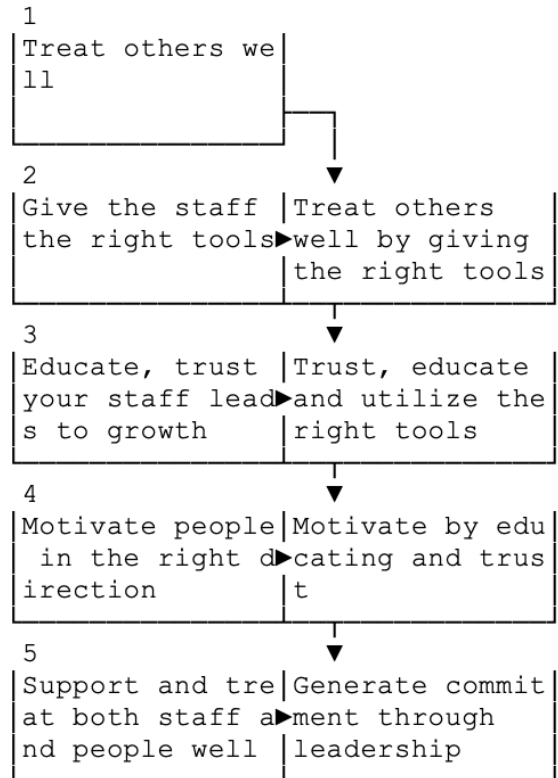 1
Treat others we
ll
2
Give the staff
the right tools
Treat others
well by giving
the right tools
3
Educate, trust
your staff lead
s to growth
Trust, educate
and utilize the
right tools
4
Motivate people
in the right d
irection
Motivate by edu
cating and trus
t
5
Support and tre
at both staff a
nd people well
Generate commit
ment through
leadership